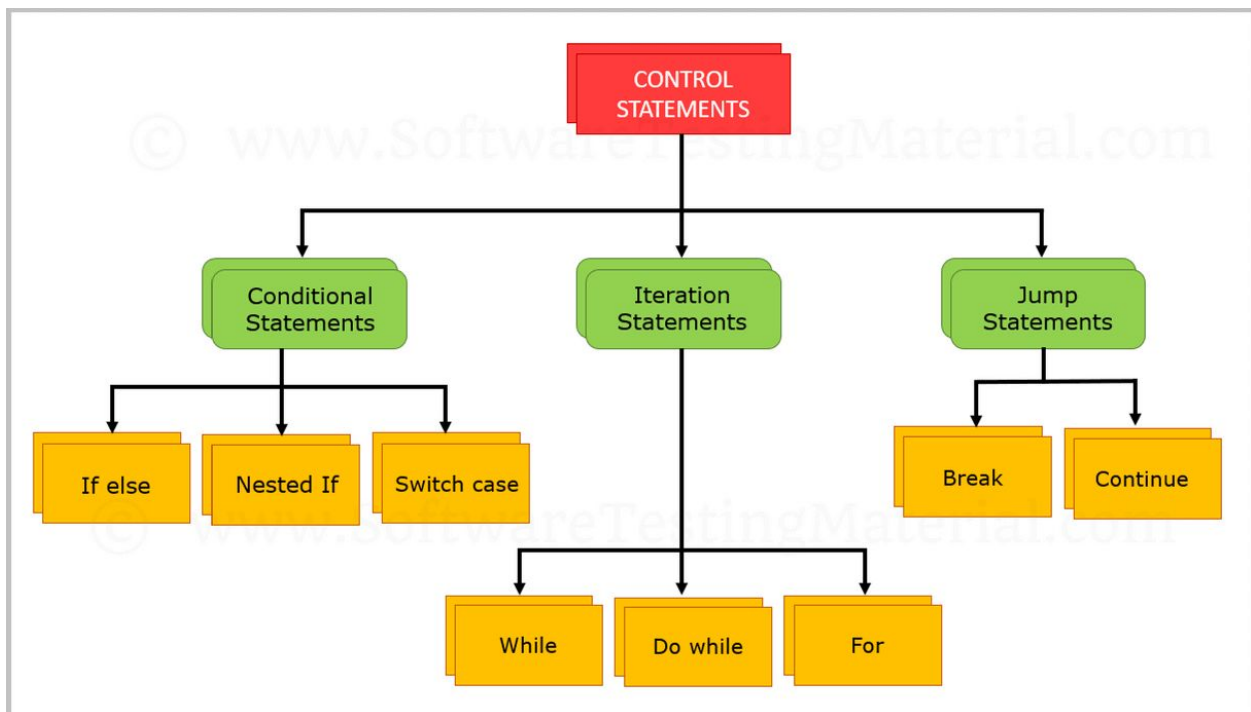 CONTROL
STATEMENTS
© www.SoftwareTestingMaterial.com
Conditional
Statements
Iteration
Statements
Jump
Statements
If else
Nested If
Switch case
Break
Continue
© www.SoftwareTestingMaterial.com
While
Do while
For